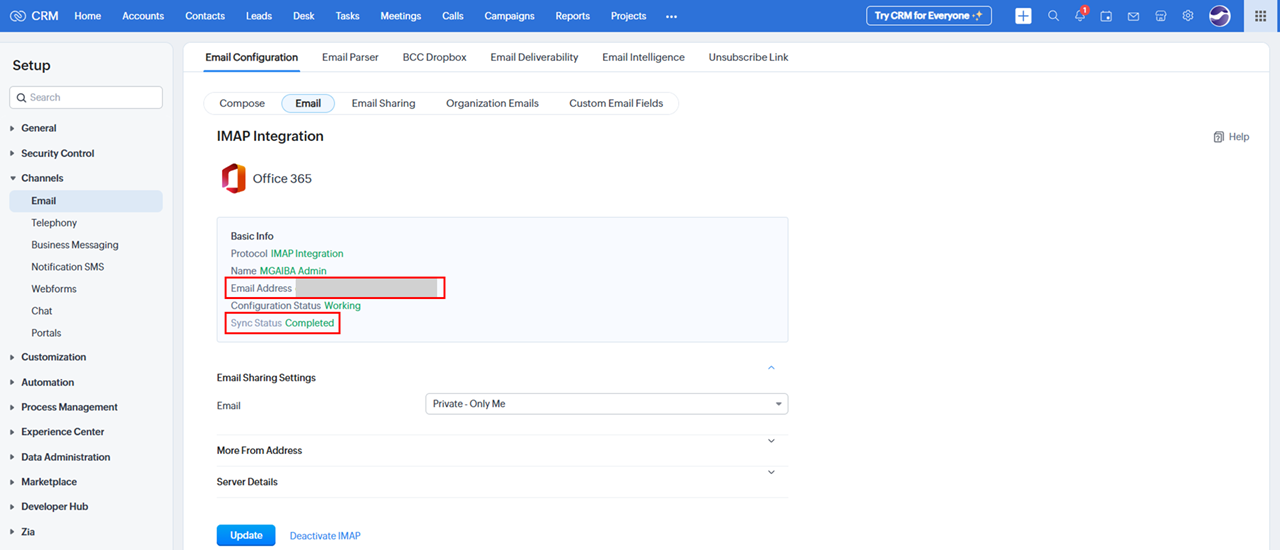 CRM Home Accounts Contacts Leads Desk Tasks Meetings Calls Campaigns Reports Projects ••• Try CRM for Everyone 1
Setup
Search
General
Security Control
Channels
Email
Telephony
Business Messaging
Notification SMS
Webforms
Chat
Portals
Customization
Automation
Process Management
Experience Center
Data Administration
Marketplace
Developer Hub
Zia
Email Configuration Email Parser BCC Dropbox Email Deliverability Email Intelligence Unsubscribe Link
Compose Email Email Sharing Organization Emails Custom Email Fields
IMAP Integration
Help
Office 365
Basic Info
Protocol IMAP Integration
Name MGAIBA Admin
Email Address
Configuration Status Working
Sync Status Completed
Email Sharing Settings
Email Private - Only Me
More From Address
Server Details
Update Deactivate IMAP